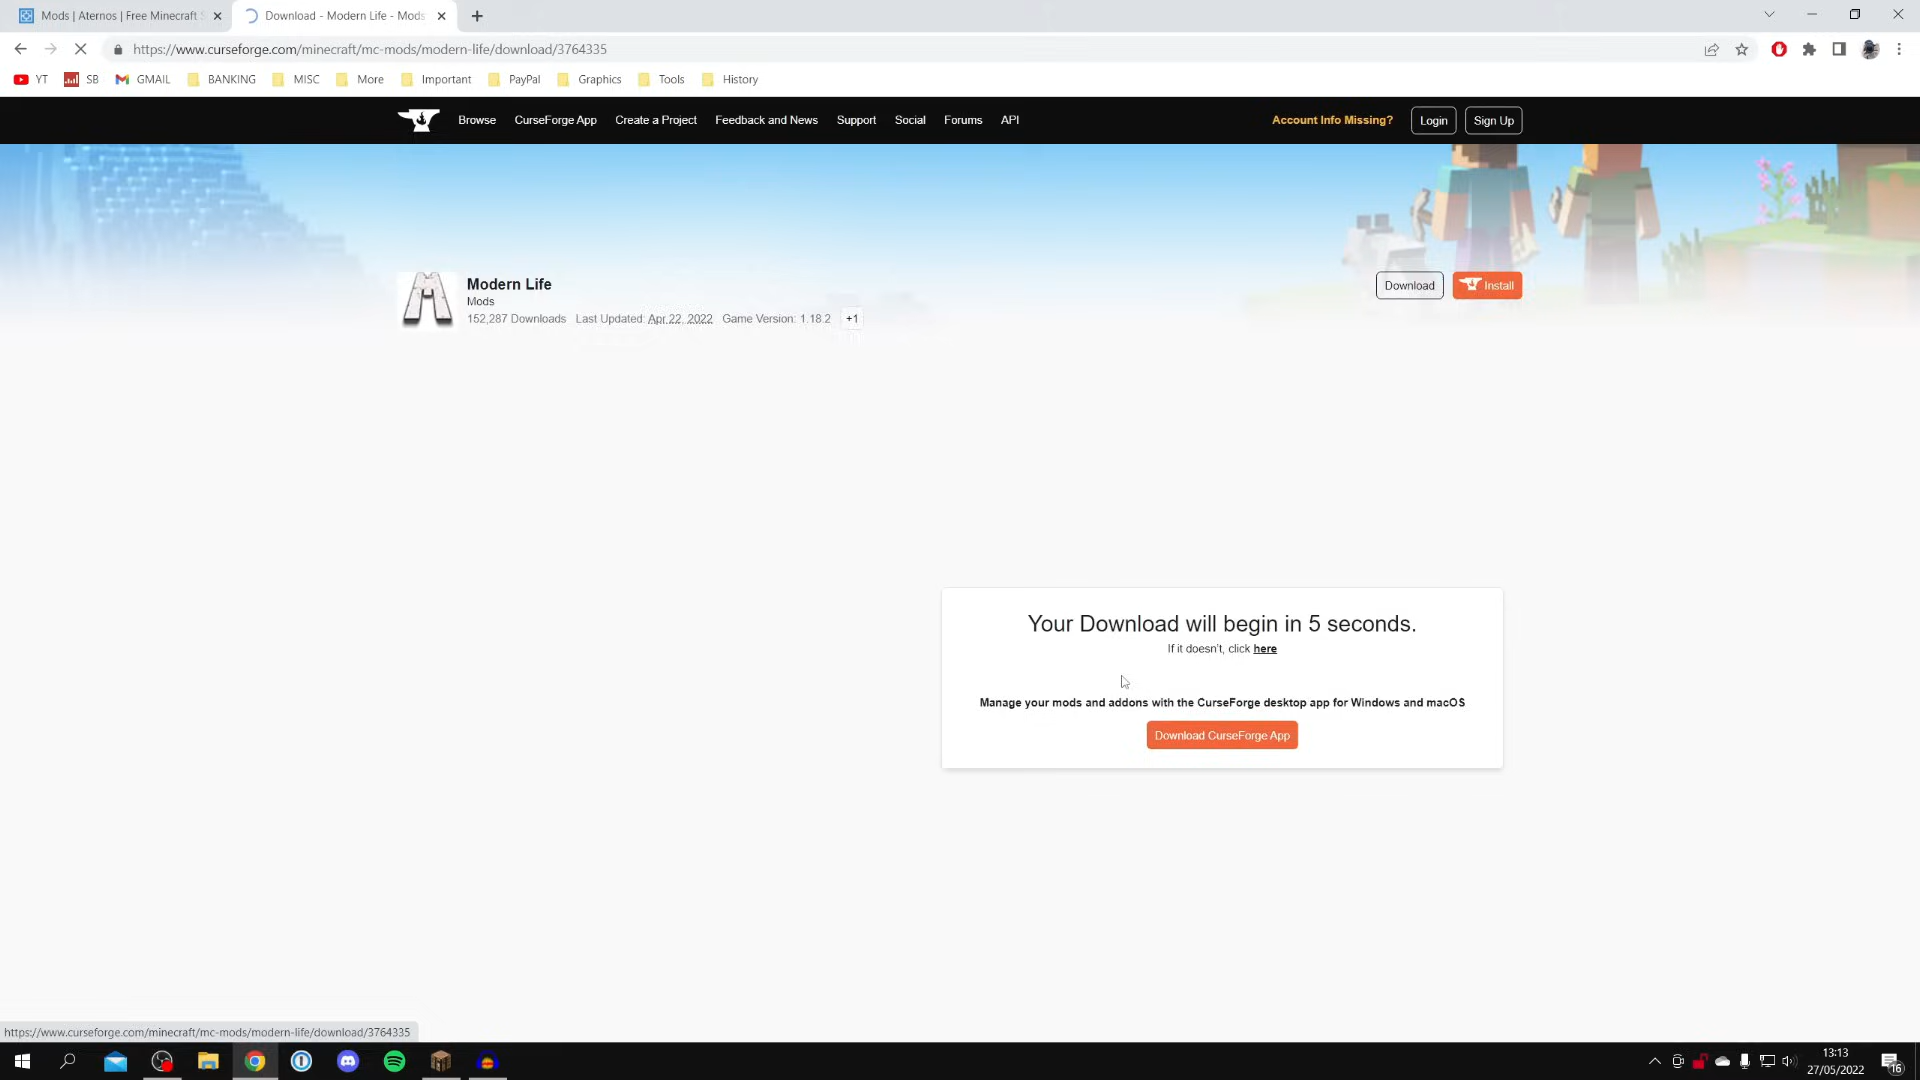 Mods | Aternos | Free Minecraft S
Download - Modern Life - Mods
https://www.curseforge.com/minecraft/mc-mods/modern-life/download/3764335
YT
SB
GMAIL
BANKING
MISC
More
Important
PayPal
Graphics
Tools
History
Browse
CurseForge App
Create a Project
Feedback and News
Support
Social
Forums
API
Account Info Missing?
Login
Sign Up
Modern Life
Mods
152,287 Downloads Last Updated: Apr 22, 2022 Game Version: 1.18.2 +1
Download
Install
Your Download will begin in 5 seconds.
If it doesn't, click here
Manage your mods and addons with the CurseForge desktop app for Windows and macOS
Download CurseForge App
https://www.curseforge.com/minecraft/mc-mods/modern-life/download/3764335
13:13
27/05/2022
16